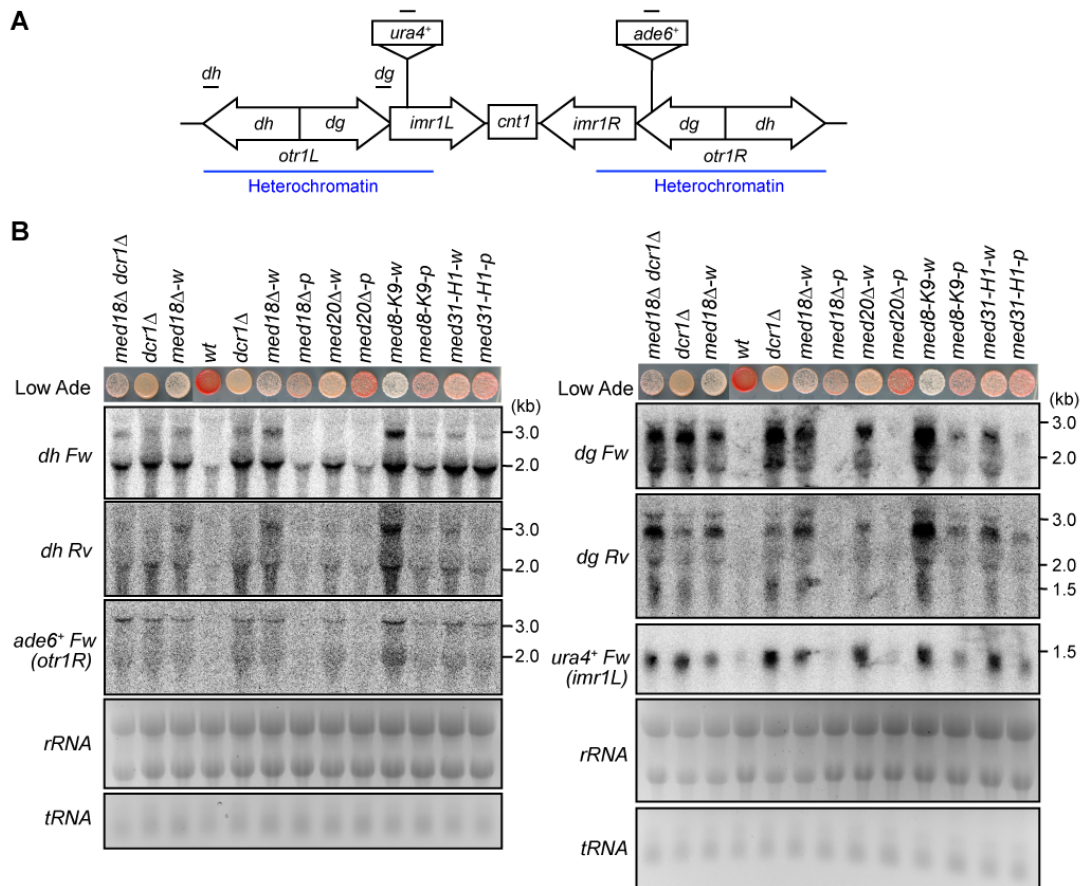 A
ura4+
ade6+
dh
dg
dh
dg
imr1L
cnt1
imr1R
dg
dh
otr1L
otr1R
Heterochromatin
Heterochromatin
B
med18Δ dcr1Δ
dcr1Δ
med18Δ-w
wt
dcr1Δ
med18Δ-w
med18Δ-p
med20Δ-w
med20Δ-p
med8-K9-w
med8-K9-p
med31-H1-w
med31-H1-p
Low Ade
(kb)
dh Fw
3.0
2.0
dh Rv
3.0
2.0
ade6+ Fw
(otr1R)
3.0
2.0
rRNA
tRNA
med18Δ dcr1Δ
dcr1Δ
med18Δ-w
wt
dcr1Δ
med18Δ-w
med18Δ-p
med20Δ-w
med20Δ-p
med8-K9-w
med8-K9-p
med31-H1-w
med31-H1-p
Low Ade
(kb)
dg Fw
3.0
2.0
dg Rv
3.0
2.0
1.5
ura4+ Fw
(imr1L)
1.5
rRNA
tRNA